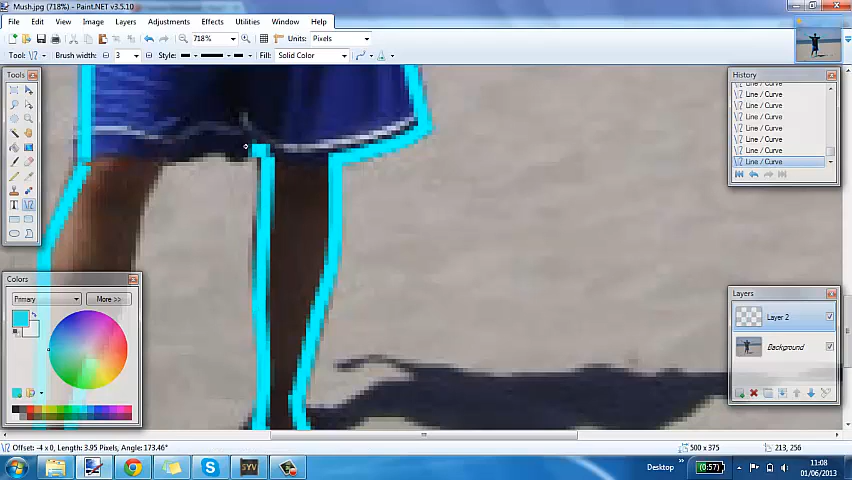 Mush.jpg (718%) - Paint.NET v3.5.10
File Edit View Image Layers Adjustments Effects Utilities Window Help
718% Units: Pixels
Tool: Brush width: 3 Style: Fill: Solid Color
Tools
History
Line / Curve
Line / Curve
Line / Curve
Line / Curve
Line / Curve
Line / Curve
Line / Curve
Colors
Primary More >>
Layers
Layer 2
Background
Offset: -4 x 0, Length: 3.95 Pixels, Angle: 173.46° 500 x 375 213, 256
5YV Desktop (0:57) 11:08
01/06/2013